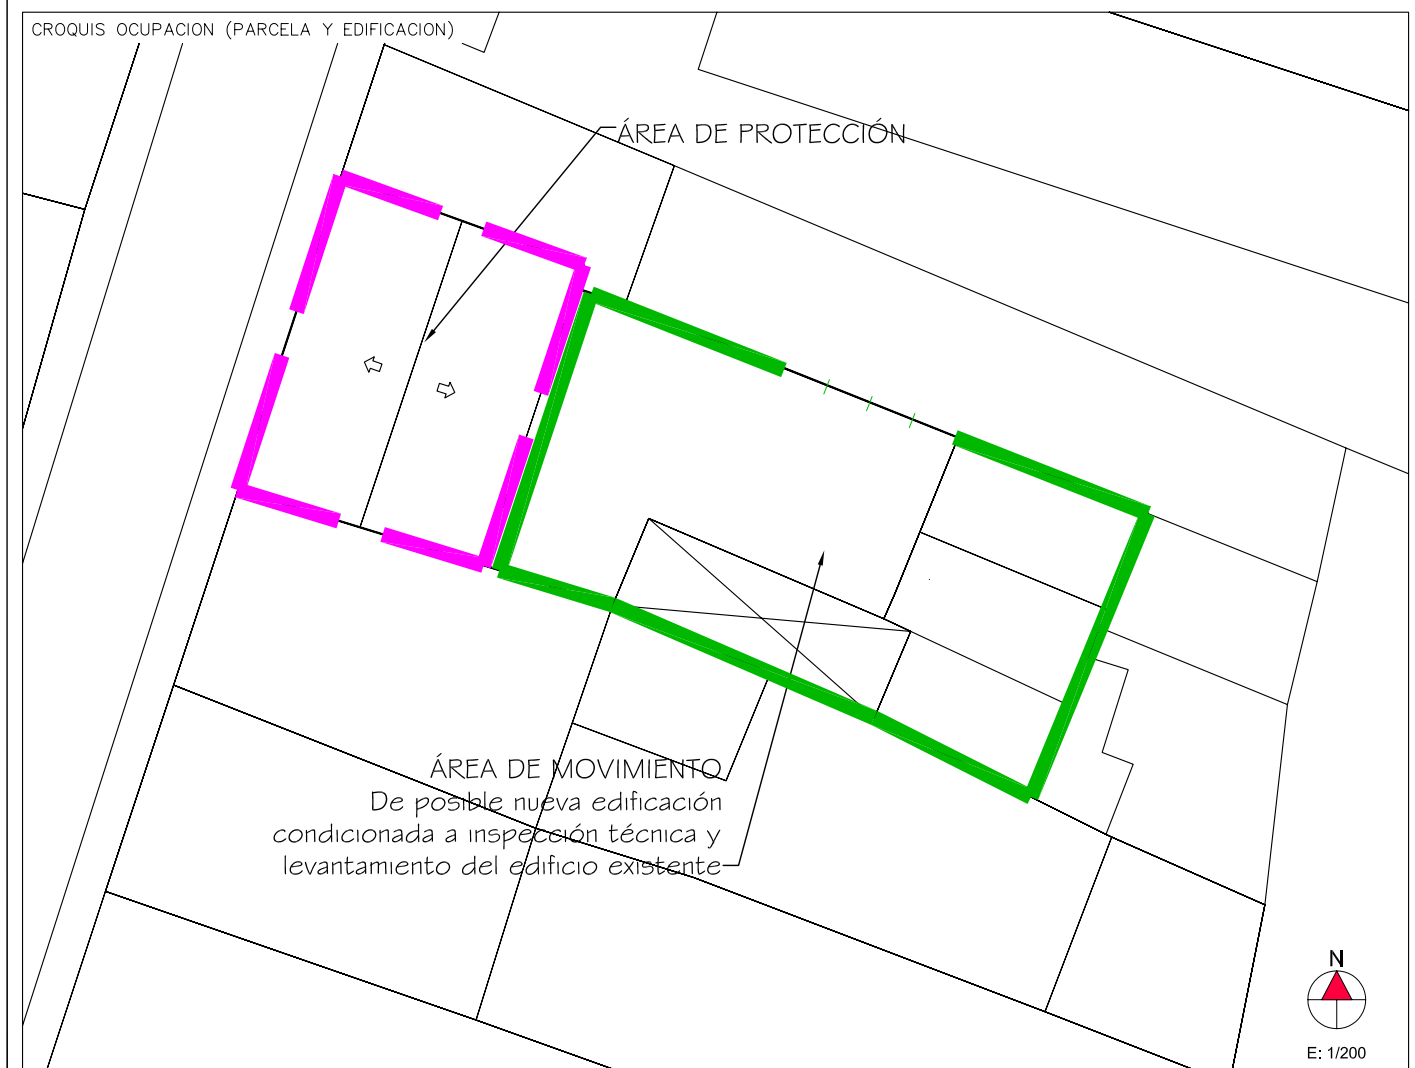 CROQUIS OCUPACION (PARCELA Y EDIFICACION)
ÁREA DE PROTECCIÓN
ÁREA DE MOVIMIENTO
De posible nueva edificación
condicionada a inspección técnica y
levantamiento del edificio existente
N
E: 1/200